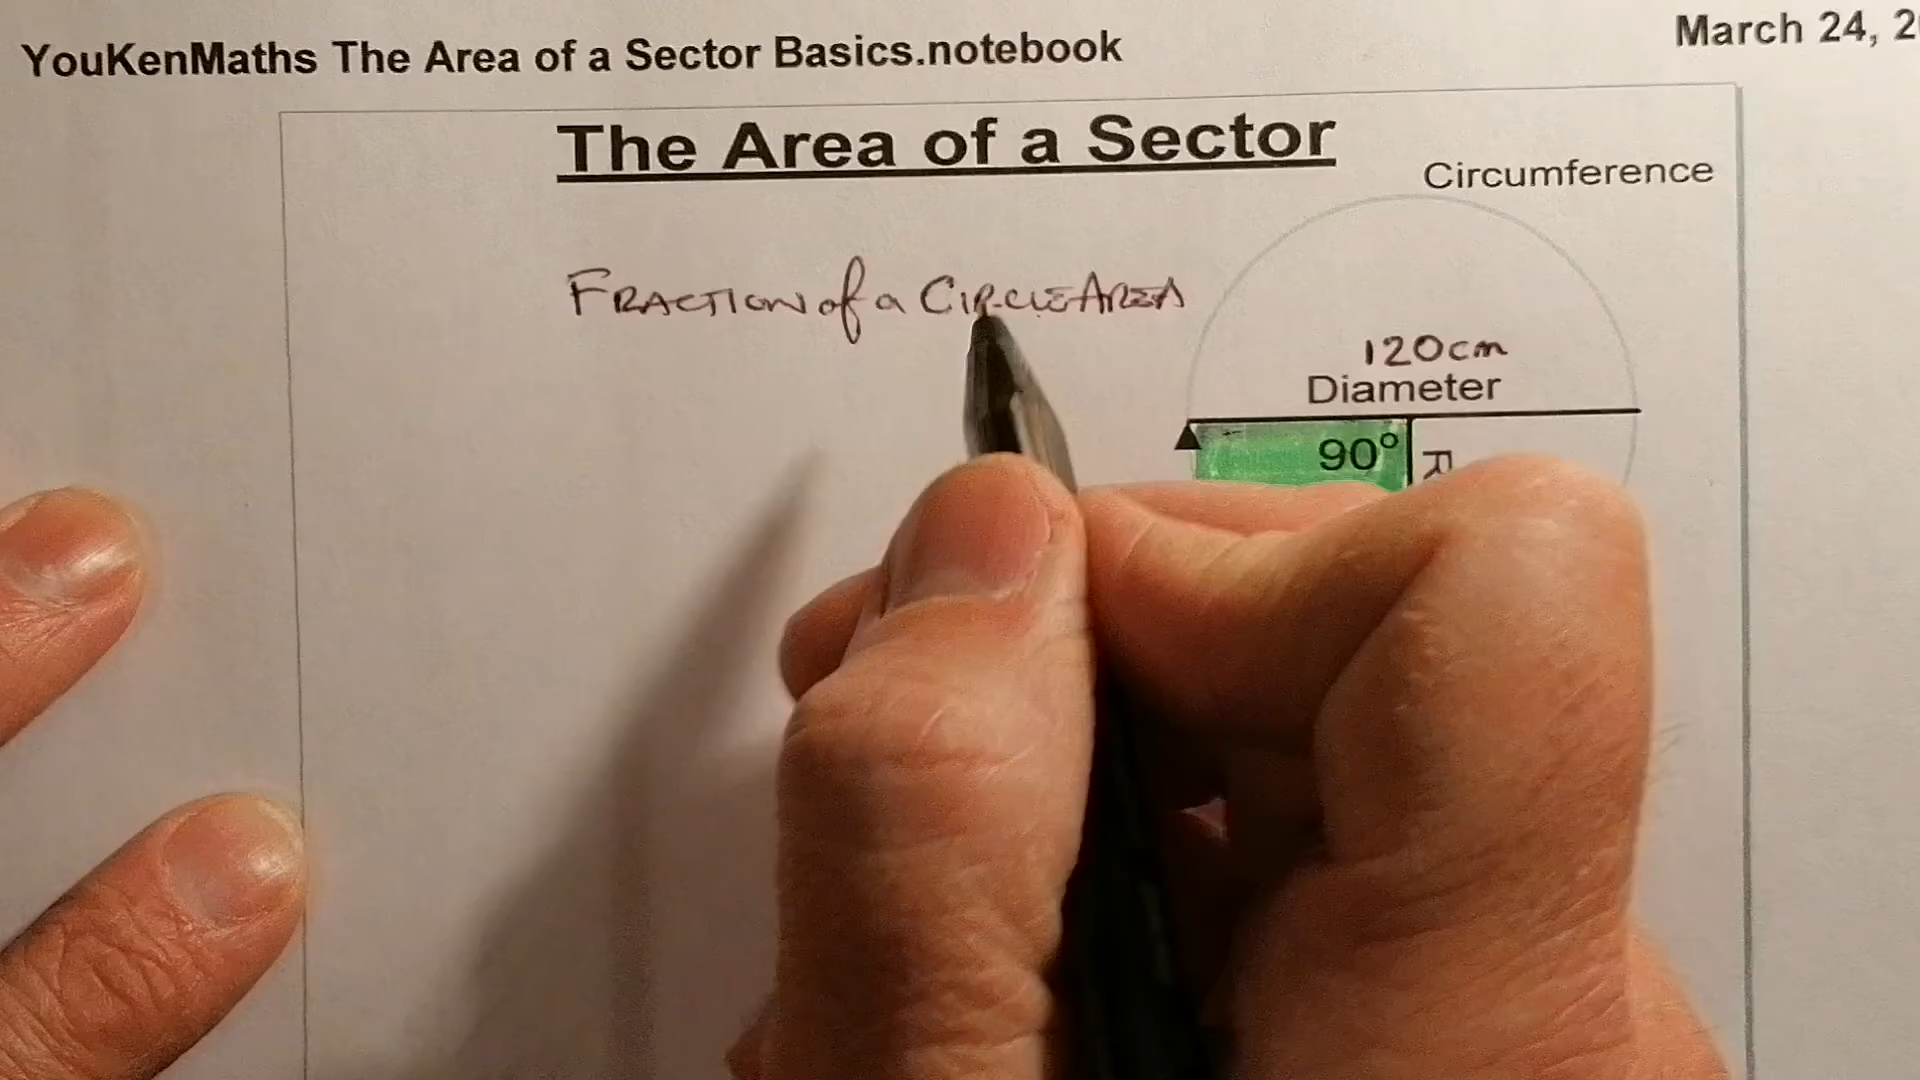 YouKenMaths The Area of a Sector Basics.notebook
March 24,
The Area of a Sector
Circumference
FRACTION of a CIRCLE AREA
120cm
Diameter
90°